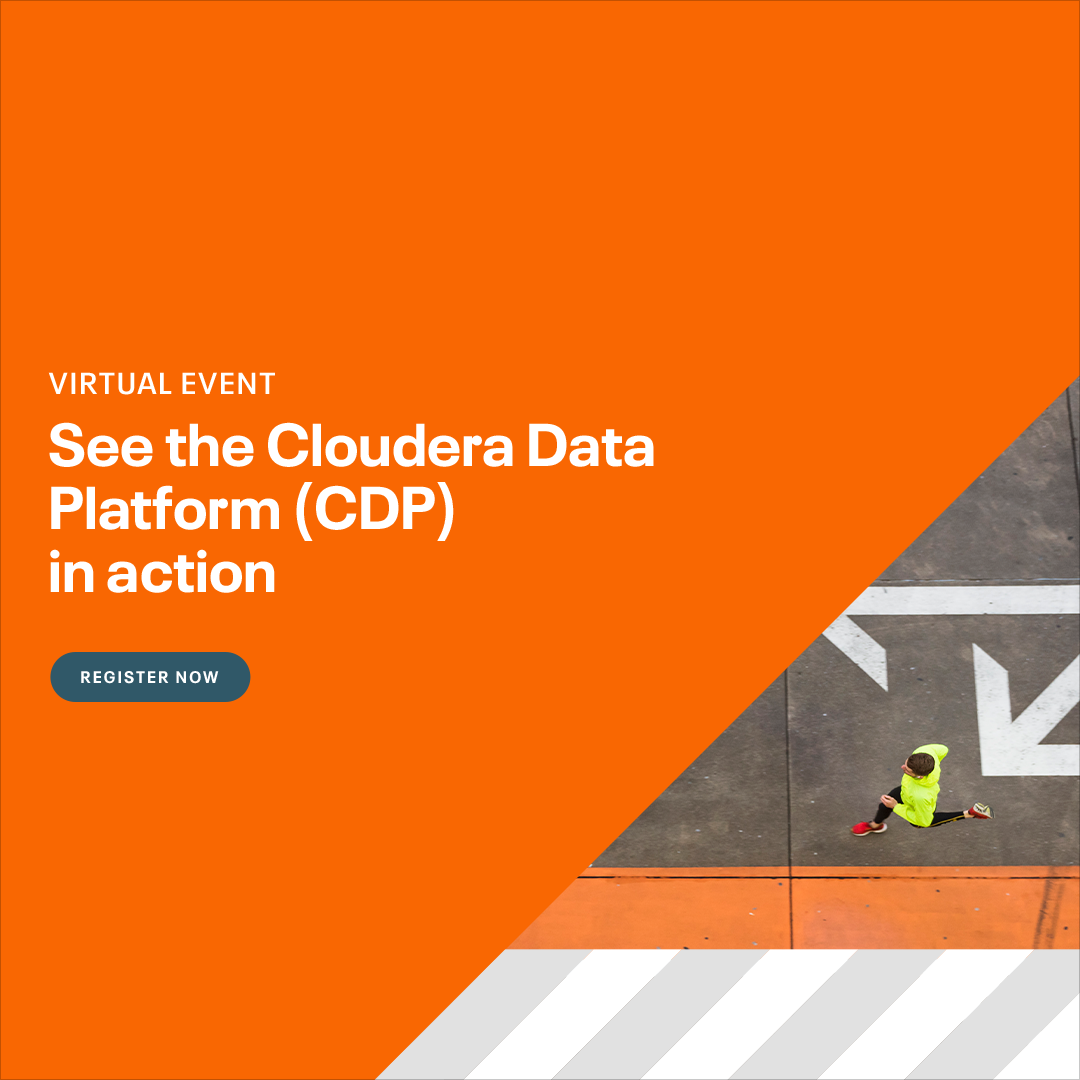 VIRTUAL EVENT
See the Cloudera Data
Platform (CDP)
in action
REGISTER NOW